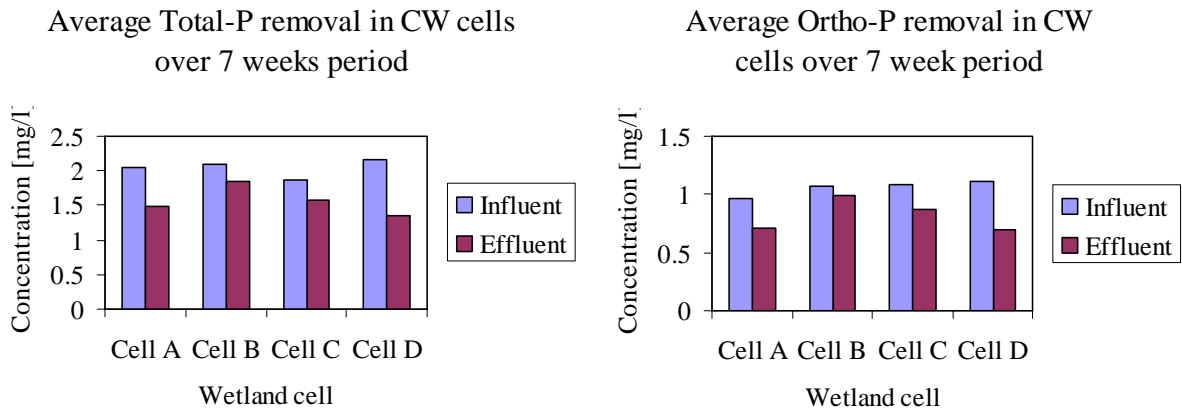 Average Total-P removal in CW cells
over 7 weeks period
Concentration [mg/l]
2.5
2
1.5
1
0.5
0
Cell A Cell B Cell C Cell D
Wetland cell
Influent
Effluent
Average Ortho-P removal in CW
cells over 7 week period
Concentration [mg/l]
1.5
1
0.5
0
Cell A Cell B Cell C Cell D
Wetland cell
Influent
Effluent